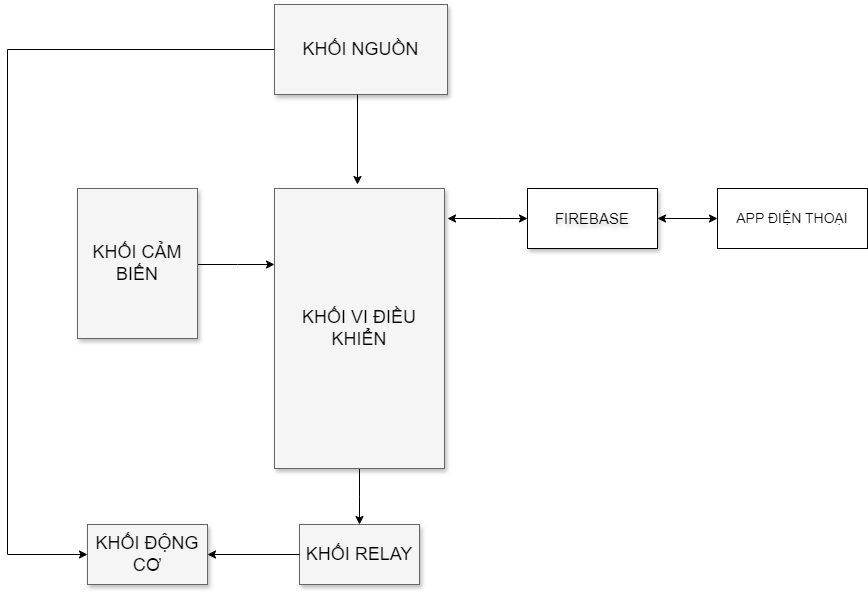 KHỐI NGUỒN
KHỐI CẢM
BIẾN
KHỐI VI ĐIỀU
KHIỂN
FIREBASE
APP ĐIỆN THOẠI
KHỐI ĐỘNG
CƠ
KHỐI RELAY